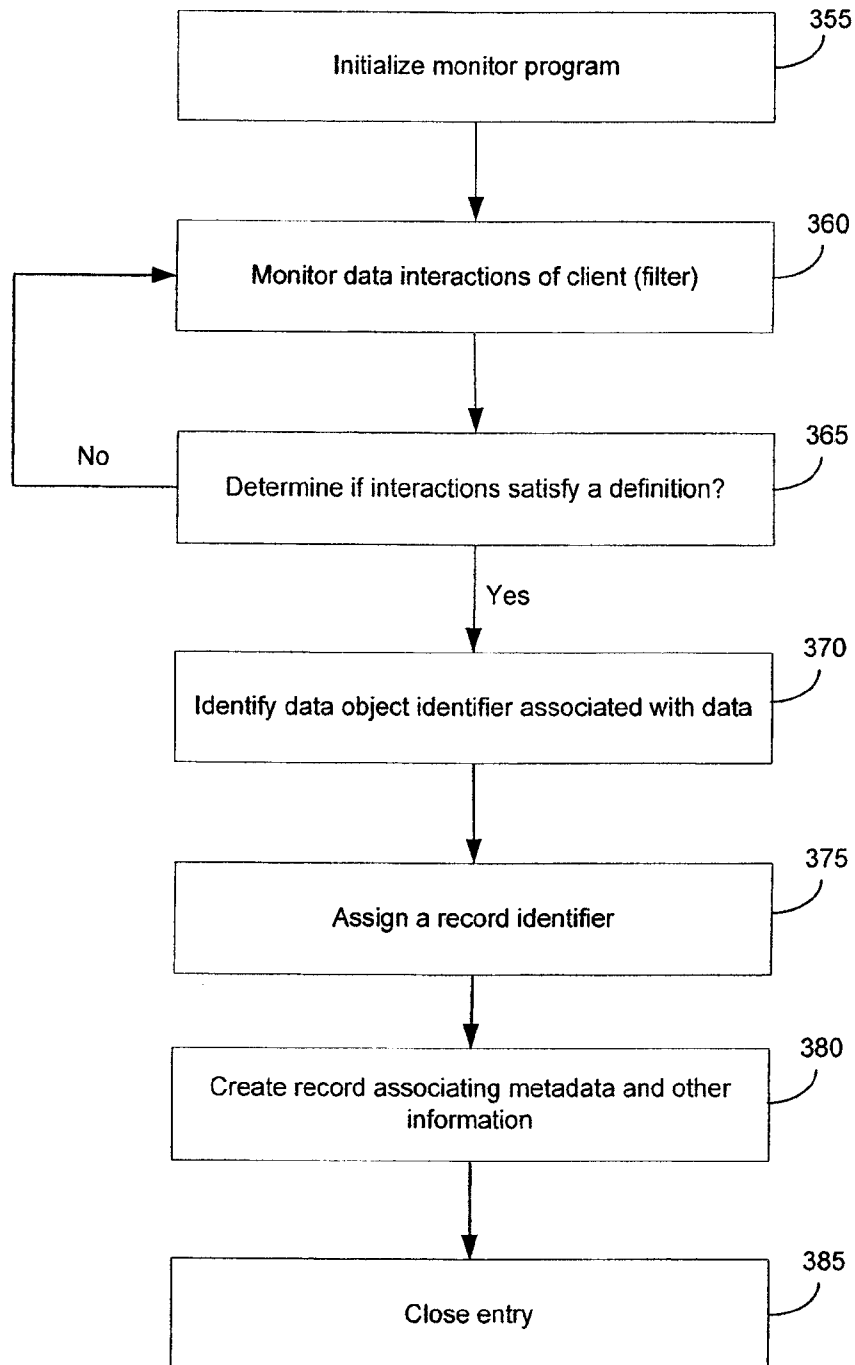 355
Initialize monitor program
360
Monitor data interactions of client (filter)
365
No
Determine if interactions satisfy a definition?
Yes
370
Identify data object identifier associated with data
375
Assign a record identifier
380
Create record associating metadata and other
information
385
Close entry